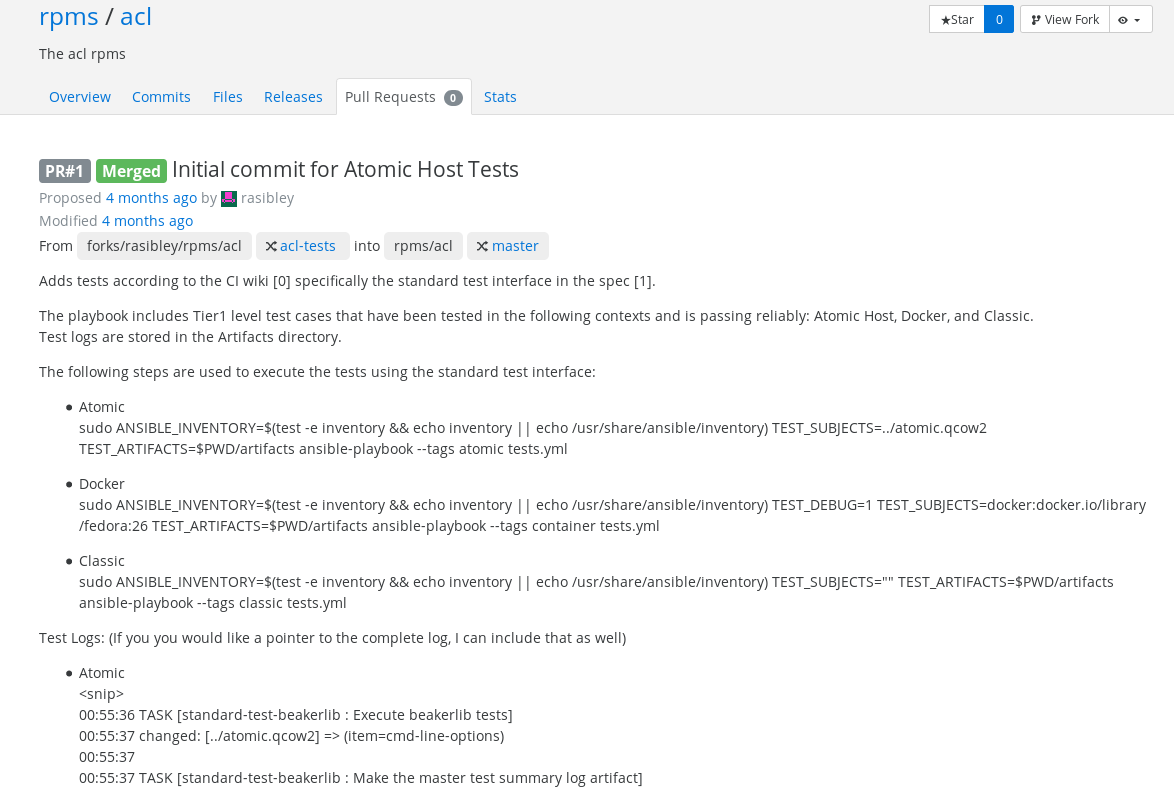 rpms / acl
★Star 0 View Fork
The acl rpms
Overview Commits Files Releases Pull Requests 0 Stats
PR#1 Merged Initial commit for Atomic Host Tests
Proposed 4 months ago by rasibley
Modified 4 months ago
From forks/rasibley/rpms/acl acl-tests into rpms/acl master
Adds tests according to the CI wiki [0] specifically the standard test interface in the spec [1].
The playbook includes Tier1 level test cases that have been tested in the following contexts and is passing reliably: Atomic Host, Docker, and Classic.
Test logs are stored in the Artifacts directory.
The following steps are used to execute the tests using the standard test interface:
● Atomic
sudo ANSIBLE_INVENTORY=$(test -e inventory && echo inventory || echo /usr/share/ansible/inventory) TEST_SUBJECTS=../atomic.qcow2
TEST_ARTIFACTS=$PWD/artifacts ansible-playbook --tags atomic tests.yml
● Docker
sudo ANSIBLE_INVENTORY=$(test -e inventory && echo inventory || echo /usr/share/ansible/inventory) TEST_DEBUG=1 TEST_SUBJECTS=docker:docker.io/library
/fedora:26 TEST_ARTIFACTS=$PWD/artifacts ansible-playbook --tags container tests.yml
● Classic
sudo ANSIBLE_INVENTORY=$(test -e inventory && echo inventory || echo /usr/share/ansible/inventory) TEST_SUBJECTS="" TEST_ARTIFACTS=$PWD/artifacts
ansible-playbook --tags classic tests.yml
Test Logs: (If you you would like a pointer to the complete log, I can include that as well)
● Atomic
<snip>
00:55:36 TASK [standard-test-beakerlib : Execute beakerlib tests]
00:55:37 changed: [../atomic.qcow2] => (item=cmd-line-options)
00:55:37
00:55:37 TASK [standard-test-beakerlib : Make the master test summary log artifact]